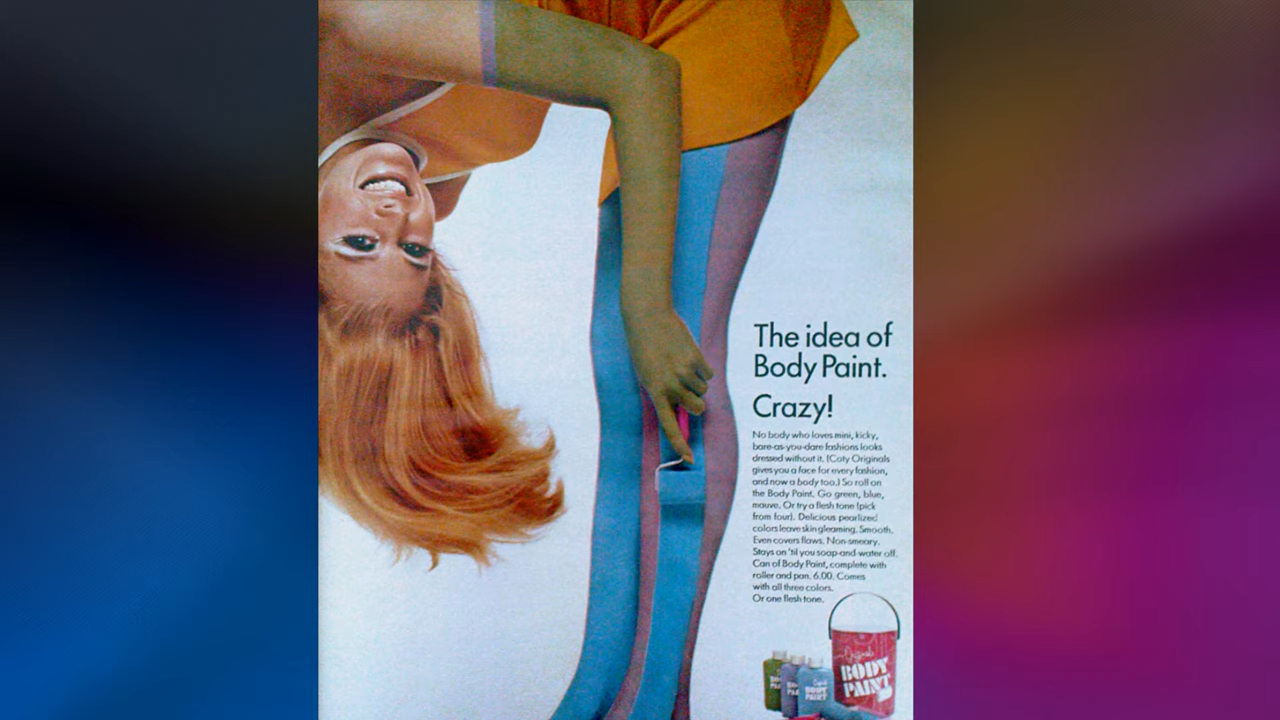 The idea of
Body Paint.
Crazy!
No body who loves mini, kicky,
bare-as-you-dare fashions looks
dressed without it. (Coty Originals
gives you a face for every fashion,
and now a body too.) So roll on
the Body Paint. Go green, blue,
mauve. Or try a flesh tone (pick
from four). Delicious pearlized
colors leave skin gleaming. Smooth.
Even covers flaws. Non-smeary.
Stays on 'til you soap-and-water off.
Can of Body Paint, complete with
roller and pan. 6.00. Comes
with all three colors.
Or one flesh tone.
Originals
BODY
PAINT
BODY
PAINT